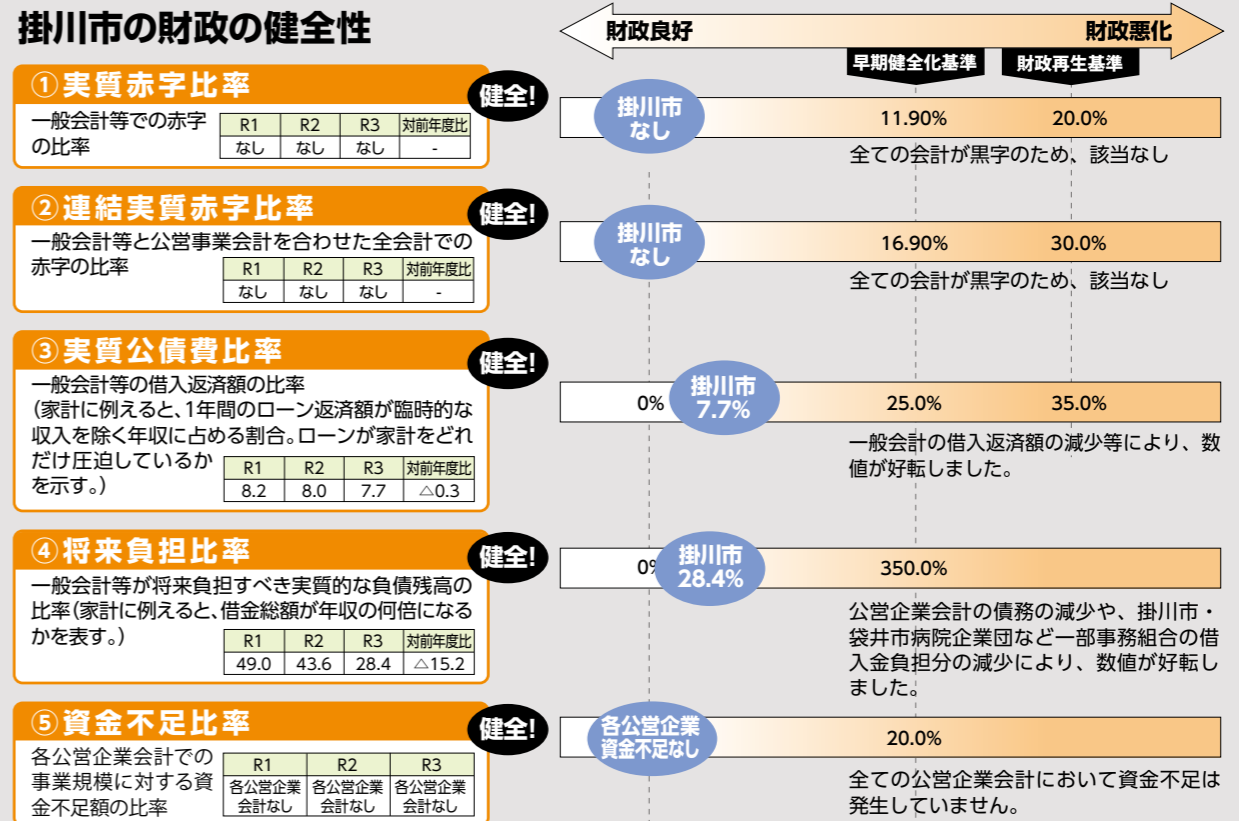 掛川市の財政の健全性
財政良好
財政悪化
早期健全化基準
財政再生基準
①実質赤字比率
健全!
一般会計等での赤字
の比率
R1 R2 R3 対前年度比
なし なし なし -
掛川市
なし
11.90% 20.0%
全ての会計が黒字のため、該当なし
②連結実質赤字比率
健全!
一般会計等と公営事業会計を合わせた全会計での
赤字の比率
R1 R2 R3 対前年度比
なし なし なし -
掛川市
なし
16.90% 30.0%
全ての会計が黒字のため、該当なし
③実質公債費比率
健全!
一般会計等の借入返済額の比率
(家計に例えると、1年間のローン返済額が臨時的な
収入を除く年収に占める割合。ローンが家計をどれ
だけ圧迫しているか
を示す。)
R1 R2 R3 対前年度比
8.2 8.0 7.7 △0.3
0%
掛川市
7.7%
25.0% 35.0%
一般会計の借入返済額の減少等により、数
値が好転しました。
④将来負担比率
健全!
一般会計等が将来負担すべき実質的な負債残高の
比率(家計に例えると、借金総額が年収の何倍になる
かを表す。)
R1 R2 R3 対前年度比
49.0 43.6 28.4 △15.2
0%
掛川市
28.4%
350.0%
公営企業会計の債務の減少や、掛川市・
袋井市病院企業団など一部事務組合の借
入金負担分の減少により、数値が好転し
ました。
⑤資金不足比率
健全!
各公営企業会計での
事業規模に対する資
金不足額の比率
R1 R2 R3
各公営企業 各公営企業 各公営企業
会計なし 会計なし 会計なし
各公営企業
資金不足なし
20.0%
全ての公営企業会計において資金不足は
発生していません。